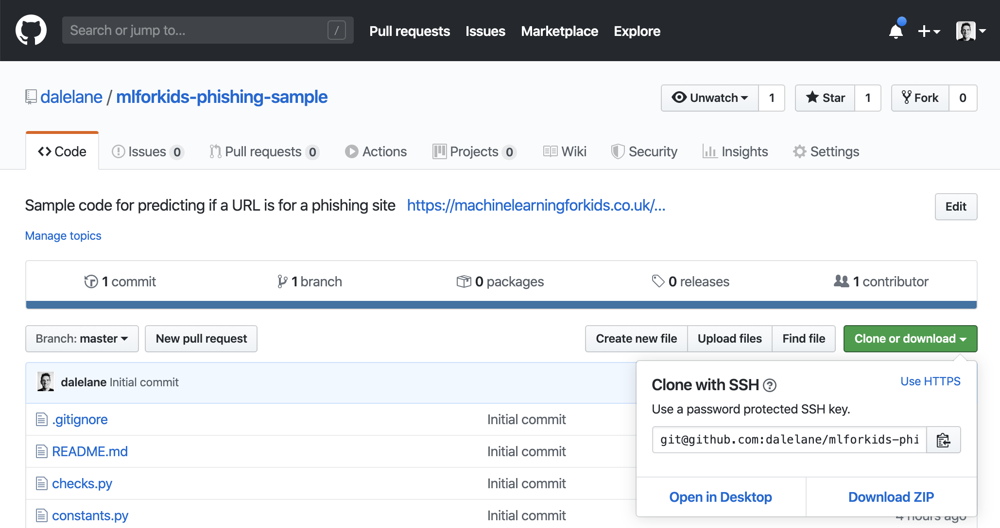 Search or jump to... /
Pull requests Issues Marketplace Explore
dalelane / mlforkids-phishing-sample
Unwatch 1 Star 1 Fork 0
Code Issues 0 Pull requests 0 Actions Projects 0 Wiki Security Insights Settings
Sample code for predicting if a URL is for a phishing site https://machinelearningforkids.co.uk/...
Edit
Manage topics
1 commit 1 branch 0 packages 0 releases 1 contributor
Branch: master New pull request Create new file Upload files Find file Clone or download
dalelane Initial commit
.gitignore Initial commit
README.md Initial commit
checks.py Initial commit
constants.py Initial commit
Clone with SSH ? Use HTTPS
Use a password protected SSH key.
git@github.com:dalelane/mlforkids-phi
Open in Desktop Download ZIP
4 hours ago